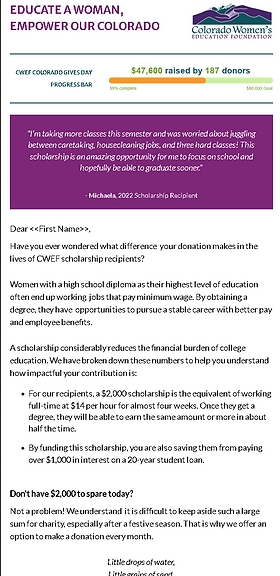 EDUCATE A WOMAN,
EMPOWER OUR COLORADO
Colorado Women's
EDUCATION FOUNDATION
CWEF COLORADO GIVES DAY
PROGRESS BAR
$47,600 raised by 187 donors
59% complete
$80,000 Goal
"I'm taking more classes this semester and was worried about juggling
between caretaking, housecleaning jobs, and three hard classes! This
scholarship is an amazing opportunity for me to focus on school and
hopefully be able to graduate sooner."
- Michaela, 2022 Scholarship Recipient
Dear <<First Name>>,
Have you ever wondered what difference your donation makes in the
lives of CWEF scholarship recipients?
Women with a high school diploma as their highest level of education
often end up working jobs that pay minimum wage. By obtaining a
degree, they have opportunities to pursue a stable career with better pay
and employee benefits.
A scholarship considerably reduces the financial burden of college
education. We have broken down these numbers to help you understand
how impactful your contribution is:
• For our recipients, a $2,000 scholarship is the equivalent of working
full-time at $14 per hour for almost four weeks. Once they get a
degree, they will be able to earn the same amount or more in about
half the time.
• By funding this scholarship, you are also saving them from paying
over $1,000 in interest on a 20-year student loan.
Don't have $2,000 to spare today?
Not a problem! We understand it is difficult to keep aside such a large
sum for charity, especially after a festive season. That is why we offer an
option to make a donation every month.
Little drops of water,
Little grains of sand